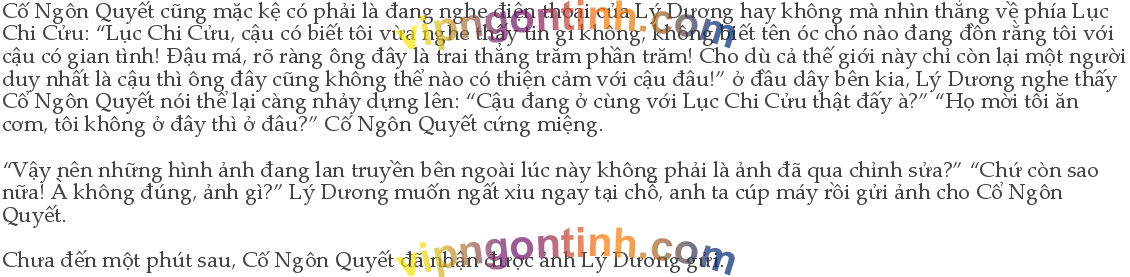 Cố Ngôn Quyết cũng mặc kệ có phải là đang nghe điện thoại của Lý Dương hay không mà nhìn thẳng về phía Lục
Chi Cửu: “Lục Chi Cửu, cậu có biết tôi vừa nghe thấy tin gì không, không biết tên óc chó nào đang đồn rằng tôi với
cậu có gian tình! Đậu má, rõ ràng ông đây là trai thẳng trăm phần trăm! Cho dù cả thế giới này chỉ còn lại một người
duy nhất là cậu thì ông đây cũng không thể nào có thiện cảm với cậu đâu!” ở đầu dây bên kia, Lý Dương nghe thấy
Cố Ngôn Quyết nói thế lại càng nhảy dựng lên: “Cậu đang ở cùng với Lục Chi Cửu thật đấy à?” “Họ mời tôi ăn
cơm, tôi không ở đây thì ở đâu?” Cố Ngôn Quyết cứng miệng.
“Vậy nên những hình ảnh đang lan truyền bên ngoài lúc này không phải là ảnh đã qua chỉnh sửa?” “Chứ còn sao
nữa! À không đúng, ảnh gì?” Lý Dương muốn ngất xỉu ngay tại chỗ, anh ta cúp máy rồi gửi ảnh cho Cố Ngôn
Quyết.
Chưa đến một phút sau, Cố Ngôn Quyết đã nhận được ảnh Lý Dương gửi.
vipngontinh.com
vipngontinh.com